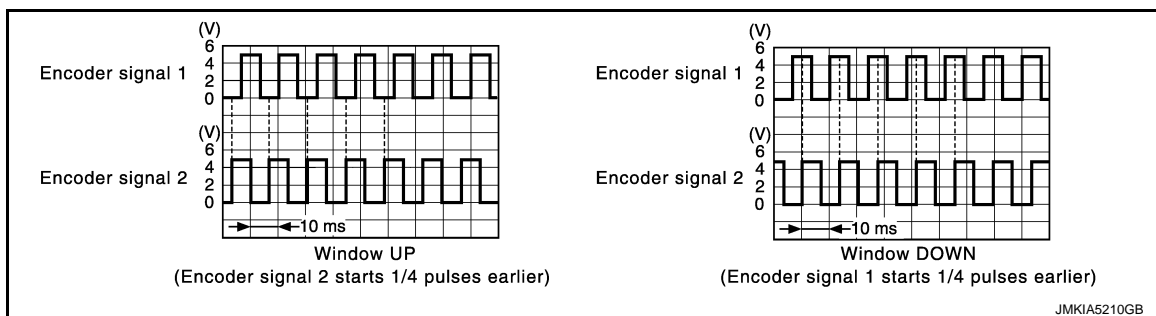 (V)
6
4
2
0
Encoder signal 1
(V)
6
4
2
0
Encoder signal 2
10 ms
Window UP
(Encoder signal 2 starts 1/4 pulses earlier)
(V)
6
4
2
0
Encoder signal 1
(V)
6
4
2
0
Encoder signal 2
10 ms
Window DOWN
(Encoder signal 1 starts 1/4 pulses earlier)
JMKIA5210GB